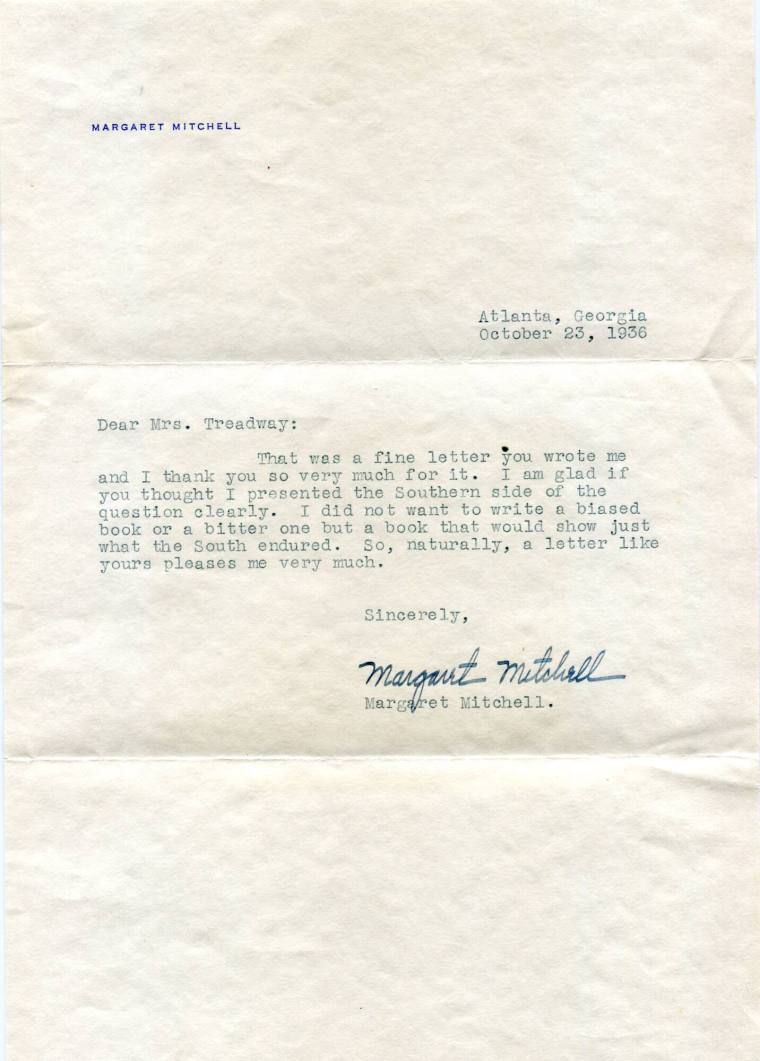 MARGARET MITCHELL
Atlanta, Georgia
October 23, 1936
Dear Mrs. Treadway:
That was a fine letter you wrote me
and I thank you so very much for it. I am glad if
you thought I presented the Southern side of the
question clearly. I did not want to write a biased
book or a bitter one but a book that would show just
what the South endured. So, naturally, a letter like
yours pleases me very much.
Sincerely,
Margaret Mitchell
Margaret Mitchell.